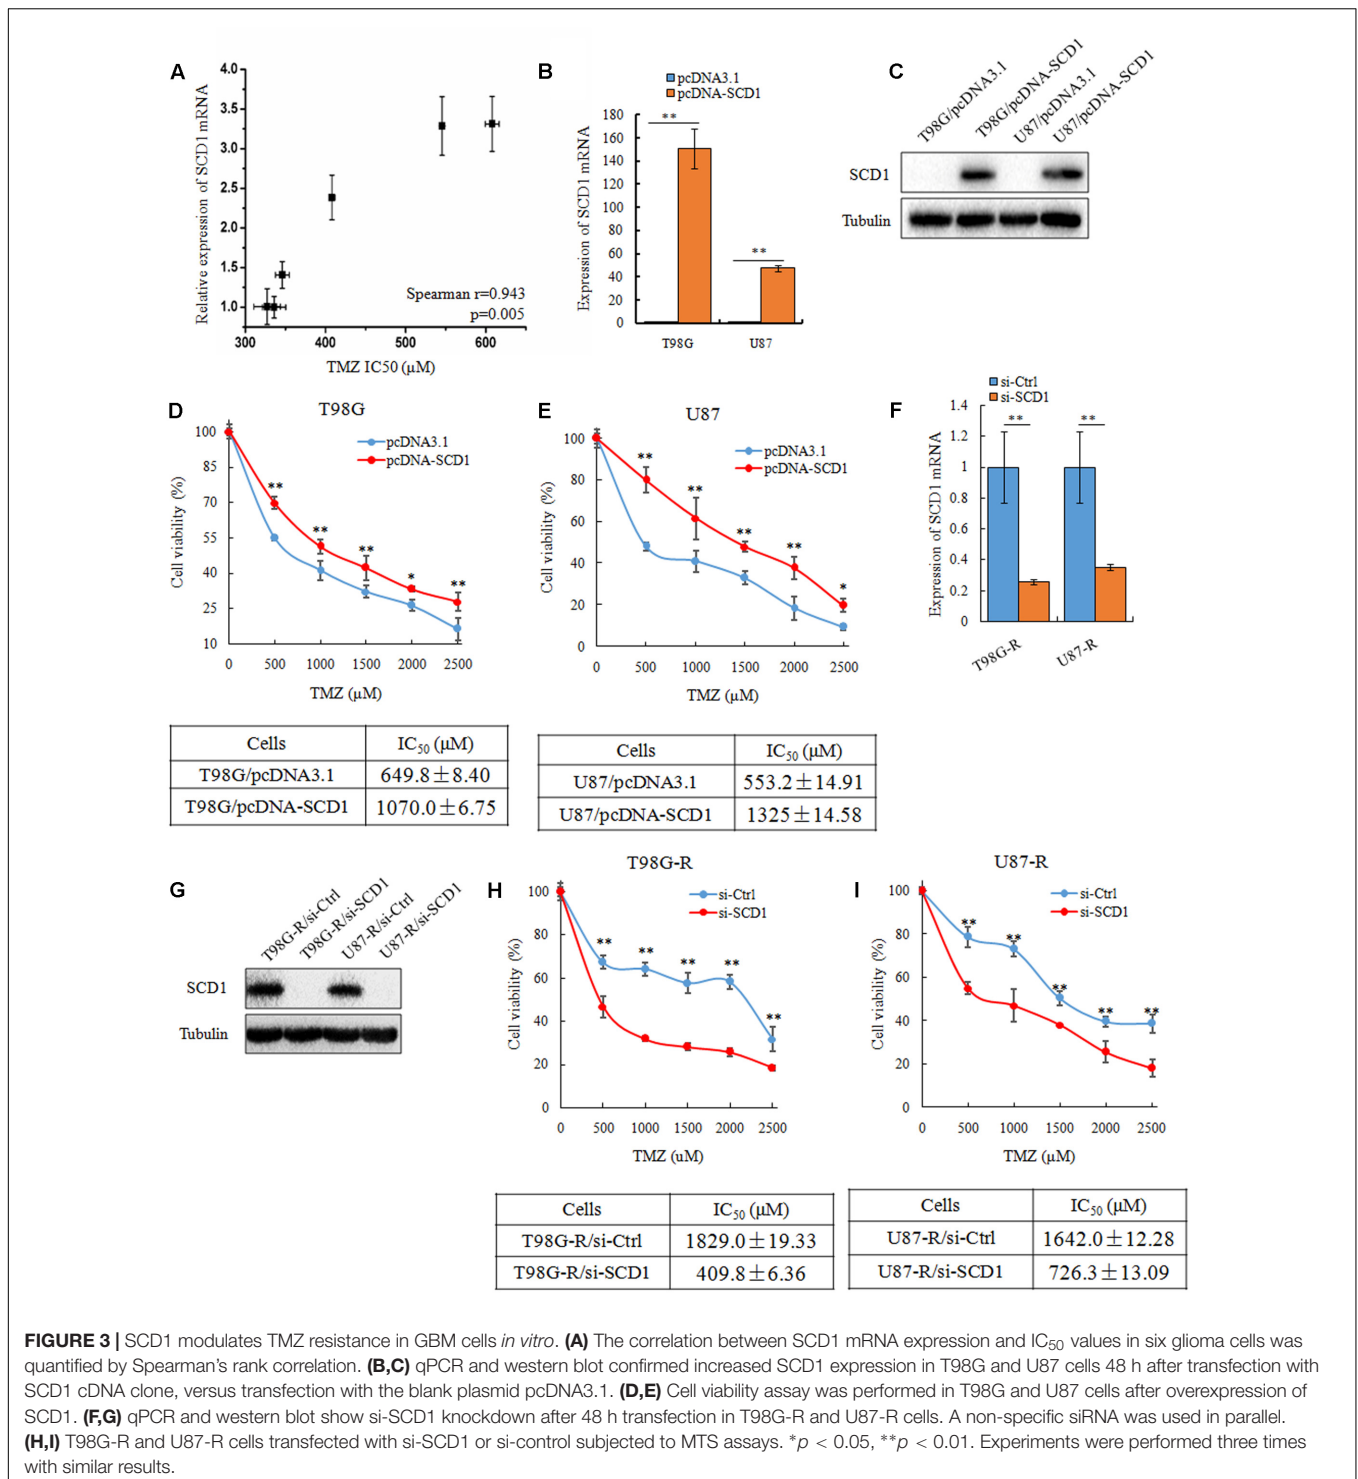 A
Relative expression of SCD1 mRNA
4.0
3.5
3.0
2.5
2.0
1.5
1.0
300 400 500 600
TMZ IC50 (µM)
Spearman r=0.943
p=0.005
B
pcDNA3.1
pcDNA-SCD1
Expression of SCD1 mRNA
180
160
140
120
100
80
60
40
20
0
**
**
T98G U87
C
T98G/pcDNA3.1
T98G/pcDNA-SCD1
U87/pcDNA3.1
U87/pcDNA-SCD1
SCD1
Tubulin
D
T98G
pcDNA3.1
pcDNA-SCD1
Cell viability (%)
100
85
70
55
40
25
10
** ** ** * **
0 500 1000 1500 2000 2500
TMZ (µM)
Cells IC50 (µM)
T98G/pcDNA3.1 649.8±8.40
T98G/pcDNA-SCD1 1070.0±6.75
E
U87
pcDNA3.1
pcDNA-SCD1
Cell viability (%)
100
80
60
40
20
0
** ** ** ** *
0 500 1000 1500 2000 2500
TMZ (µM)
Cells IC50 (µM)
U87/pcDNA3.1 553.2±14.91
U87/pcDNA-SCD1 1325±14.58
F
si-Ctrl
si-SCD1
Expression of SCD1 mRNA
1.4
1.2
1
0.8
0.6
0.4
0.2
0
** **
T98G-R U87-R
G
T98G-R/si-Ctrl
T98G-R/si-SCD1
U87-R/si-Ctrl
U87-R/si-SCD1
SCD1
Tubulin
H
T98G-R
si-Ctrl
si-SCD1
Cell viability (%)
100
80
60
40
20
0
** ** ** ** **
0 500 1000 1500 2000 2500
TMZ (uM)
Cells IC50 (µM)
T98G-R/si-Ctrl 1829.0±19.33
T98G-R/si-SCD1 409.8±6.36
I
U87-R
si-Ctrl
si-SCD1
Cell viability (%)
100
80
60
40
20
0
** ** ** ** **
0 500 1000 1500 2000 2500
TMZ (µM)
Cells IC50 (µM)
U87-R/si-Ctrl 1642.0±12.28
U87-R/si-SCD1 726.3±13.09
FIGURE 3 | SCD1 modulates TMZ resistance in GBM cells in vitro. (A) The correlation between SCD1 mRNA expression and IC50 values in six glioma cells was
quantified by Spearman's rank correlation. (B,C) qPCR and western blot confirmed increased SCD1 expression in T98G and U87 cells 48 h after transfection with
SCD1 cDNA clone, versus transfection with the blank plasmid pcDNA3.1. (D,E) Cell viability assay was performed in T98G and U87 cells after overexpression of
SCD1. (F,G) qPCR and western blot show si-SCD1 knockdown after 48 h transfection in T98G-R and U87-R cells. A non-specific siRNA was used in parallel.
(H,I) T98G-R and U87-R cells transfected with si-SCD1 or si-control subjected to MTS assays. *p < 0.05, **p < 0.01. Experiments were performed three times
with similar results.